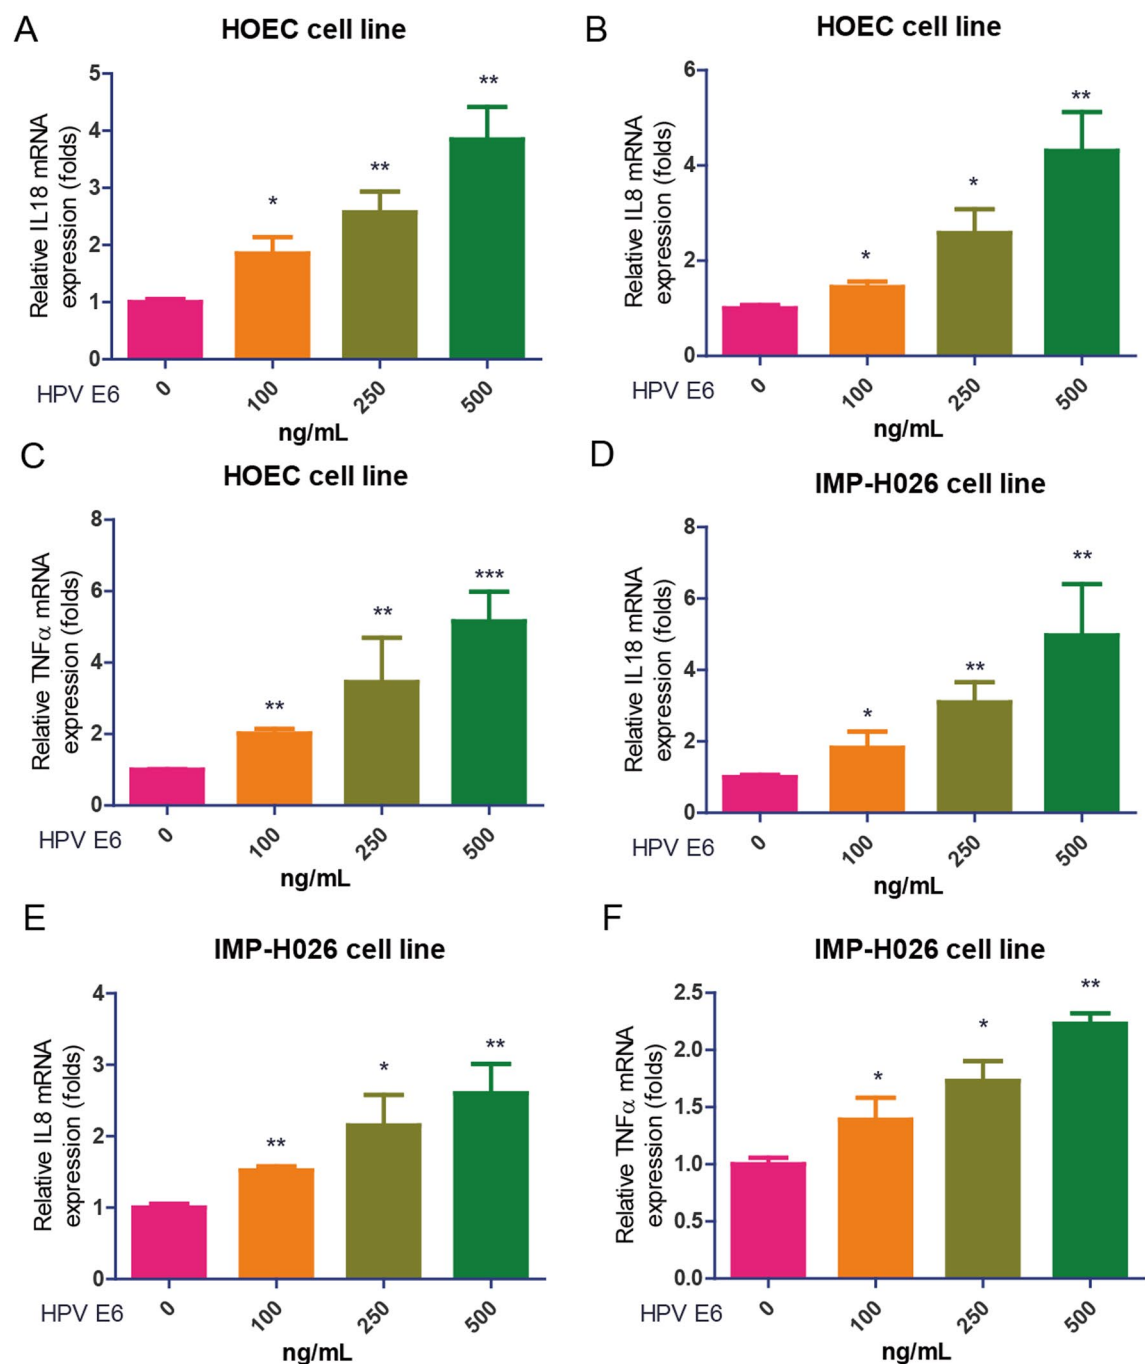 A
HOEC cell line
Relative IL18 mRNA
expression (folds)
5
4
3
2
1
0
*
**
**
HPV E6
0
100
250
500
ng/mL
B
HOEC cell line
Relative IL8 mRNA
expression (folds)
6
4
2
0
*
*
**
HPV E6
0
100
250
500
ng/mL
C
HOEC cell line
Relative TNFα mRNA
expression (folds)
8
6
4
2
0
**
**
***
HPV E6
0
100
250
500
ng/mL
D
IMP-H026 cell line
Relative IL18 mRNA
expression (folds)
8
6
4
2
0
*
**
**
HPV E6
0
100
250
500
ng/mL
E
IMP-H026 cell line
Relative IL8 mRNA
expression (folds)
4
3
2
1
0
**
*
**
HPV E6
0
100
250
500
ng/mL
F
IMP-H026 cell line
Relative TNFα mRNA
expression (folds)
2.5
2.0
1.5
1.0
0.5
0.0
*
*
**
HPV E6
0
100
250
500
ng/mL